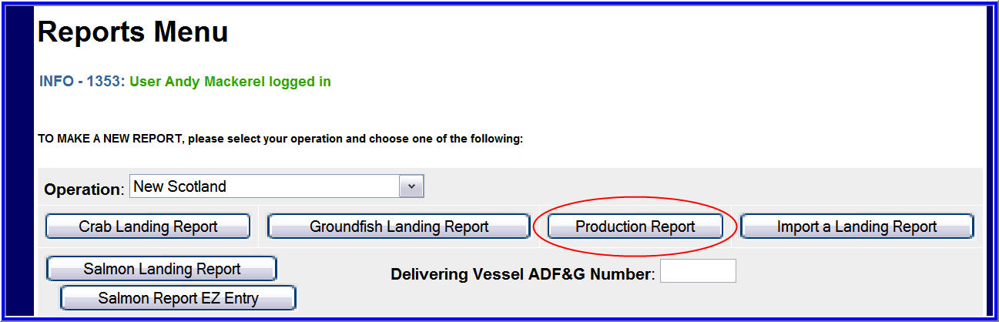 Reports Menu
INFO - 1353: User Andy Mackerel logged in
TO MAKE A NEW REPORT, please select your operation and choose one of the following:
Operation: New Scotland
Crab Landing Report Groundfish Landing Report Production Report Import a Landing Report
Salmon Landing Report Delivering Vessel ADF&G Number:
Salmon Report EZ Entry